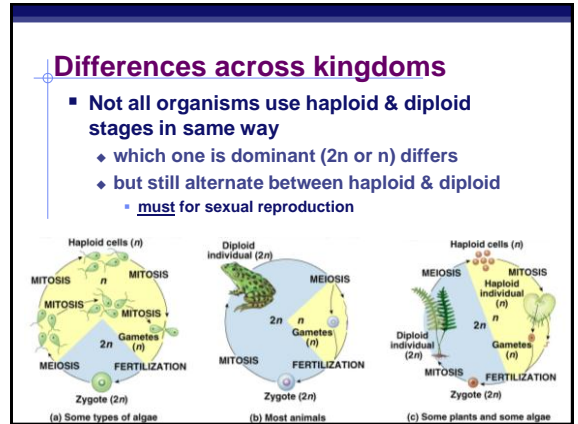 Differences across kingdoms
▪ Not all organisms use haploid & diploid
stages in same way
◆ which one is dominant (2n or n) differs
◆ but still alternate between haploid & diploid
▪ must for sexual reproduction
Haploid cells (n)
MITOSIS
n
MITOSIS
MITOSIS
MITOSIS
Gametes
(n)
2n
MEIOSIS
FERTILIZATION
Zygote (2n)
(a) Some types of algae
Diploid
individual (2n)
MEIOSIS
2n
n
Gametes
(n)
MITOSIS
FERTILIZATION
Zygote (2n)
(b) Most animals
Haploid cells (n)
MEIOSIS
MITOSIS
Haploid
individual
(n)
n
2n
Gametes
(n)
Diploid
individual
(2n)
MITOSIS
FERTILIZATION
Zygote (2n)
(c) Some plants and some algae